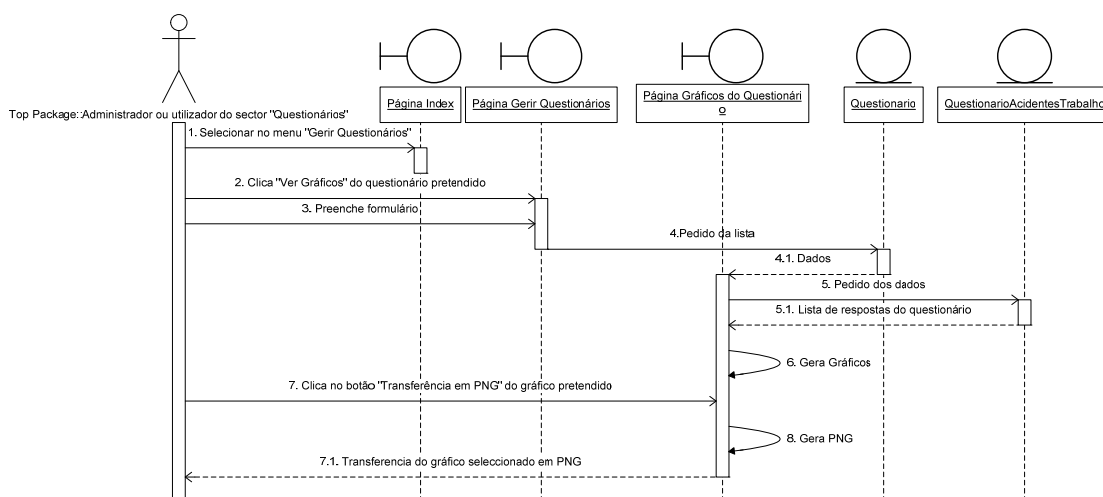 Página Index
Página Gerir Questionários
Página Gráficos do Questionári
o
Questionario
QuestionarioAcidentesTrabalho
Top Package::Administrador ou utilizador do sector "Questionários"
1. Selecionar no menu "Gerir Questionários"
2. Clica "Ver Gráficos" do questionário pretendido
3. Preenche formulário
4.Pedido da lista
4.1. Dados
5. Pedido dos dados
5.1. Lista de respostas do questionário
6. Gera Gráficos
7. Clica no botão "Transferência em PNG" do gráfico pretendido
8. Gera PNG
7.1. Transferencia do gráfico seleccionado em PNG